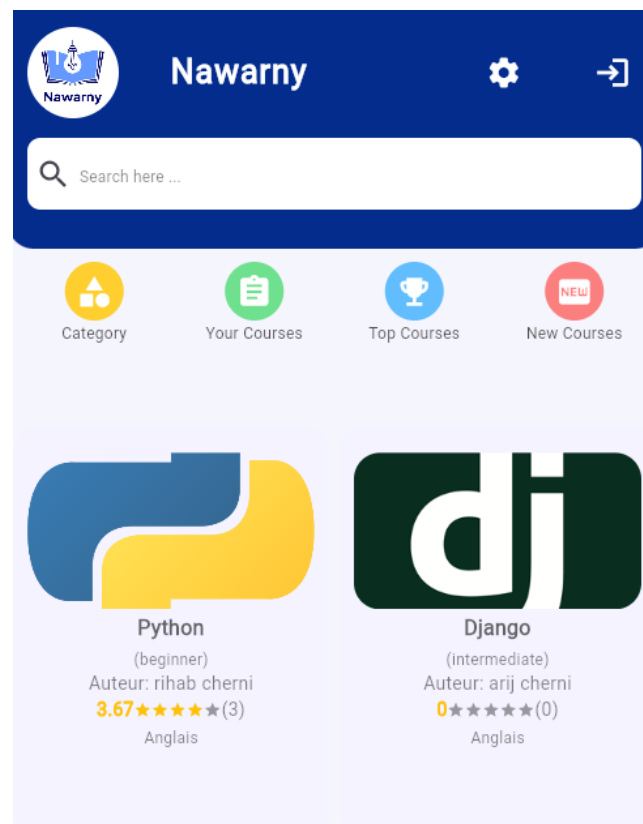 Nawarny
Nawarny
Search here ...
Category
Your Courses
Top Courses
NEW
New Courses
dj
Python
(beginner)
Auteur: rihab cherni
3.67★★★★★(3)
Anglais
Django
(intermediate)
Auteur: arij cherni
0★★★★★(0)
Anglais